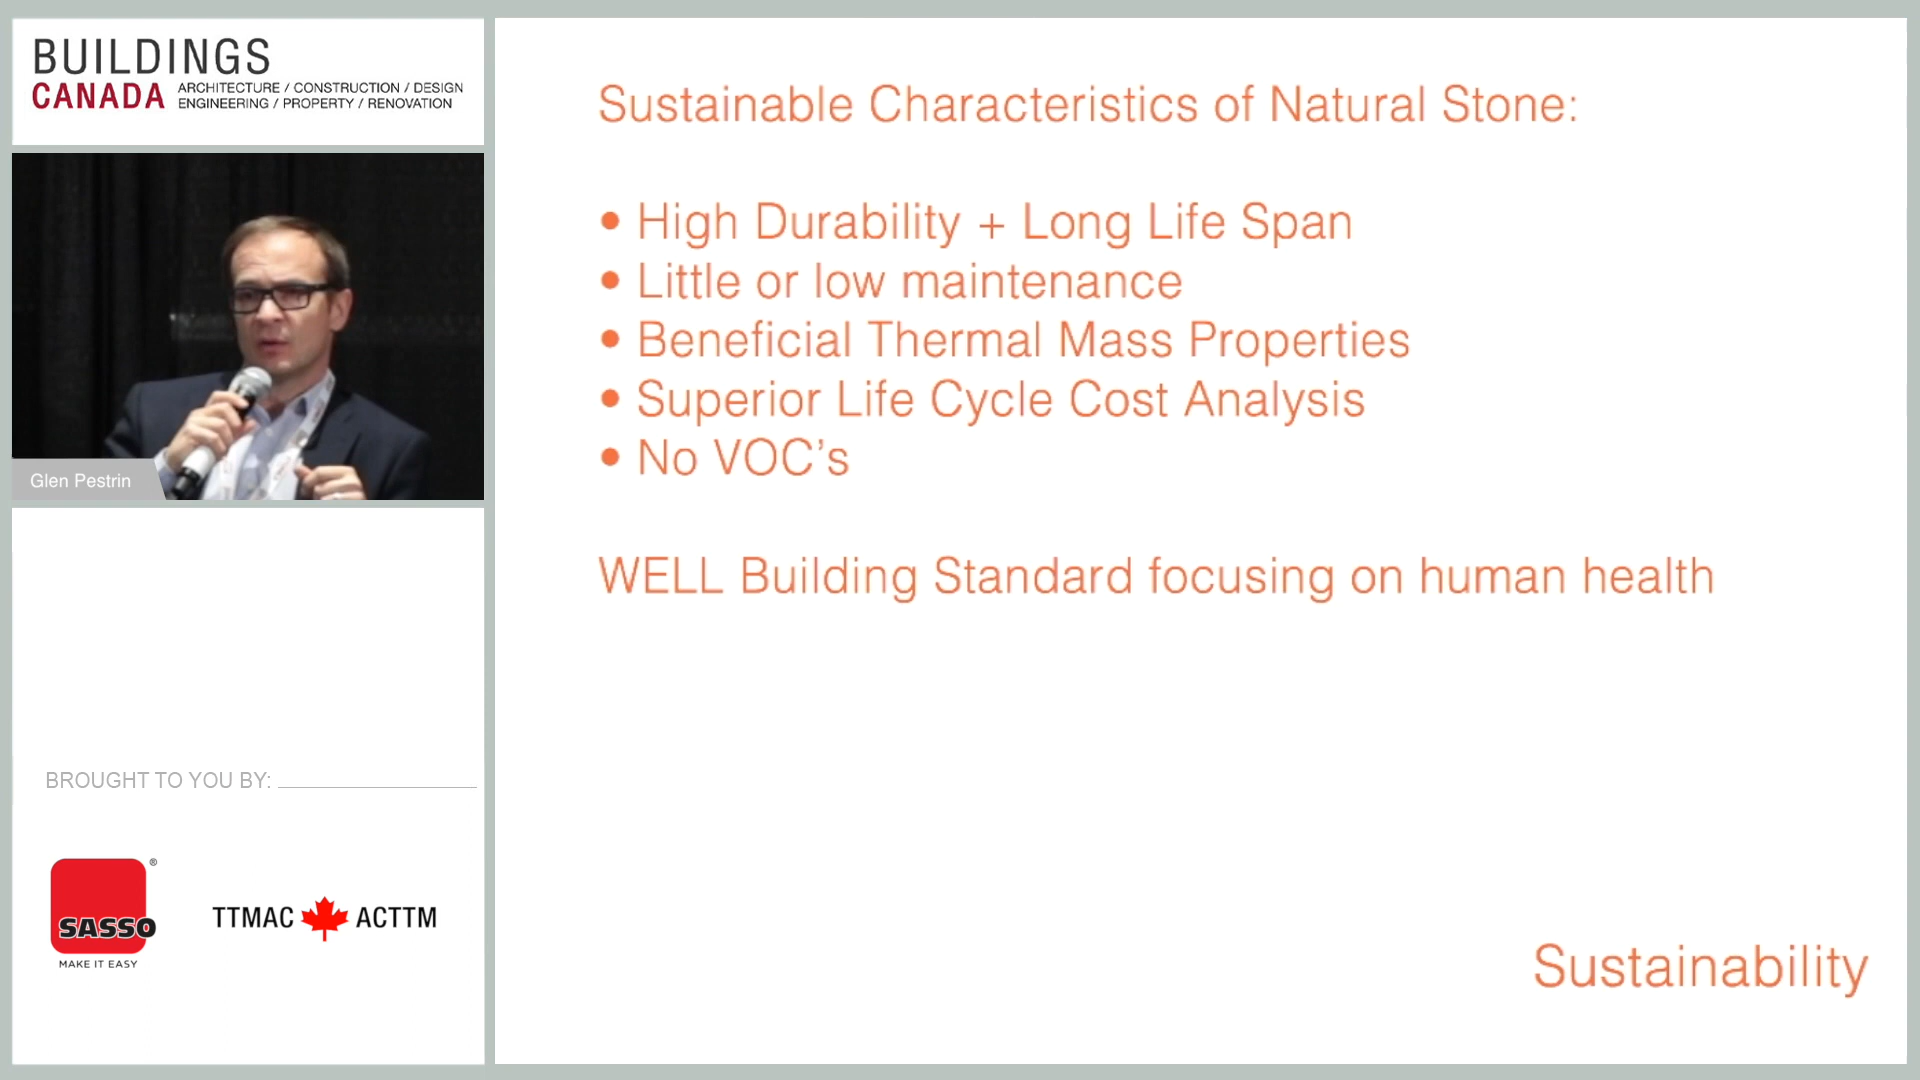 BUILDINGS
CANADA ARCHITECTURE / CONSTRUCTION / DESIGN
ENGINEERING / PROPERTY / RENOVATION
Glen Pestrin
BROUGHT TO YOU BY:
SASSO
®
MAKE IT EASY
TTMAC ACTTM
Sustainable Characteristics of Natural Stone:
• High Durability + Long Life Span
• Little or low maintenance
• Beneficial Thermal Mass Properties
• Superior Life Cycle Cost Analysis
• No VOC’s
WELL Building Standard focusing on human health
Sustainability